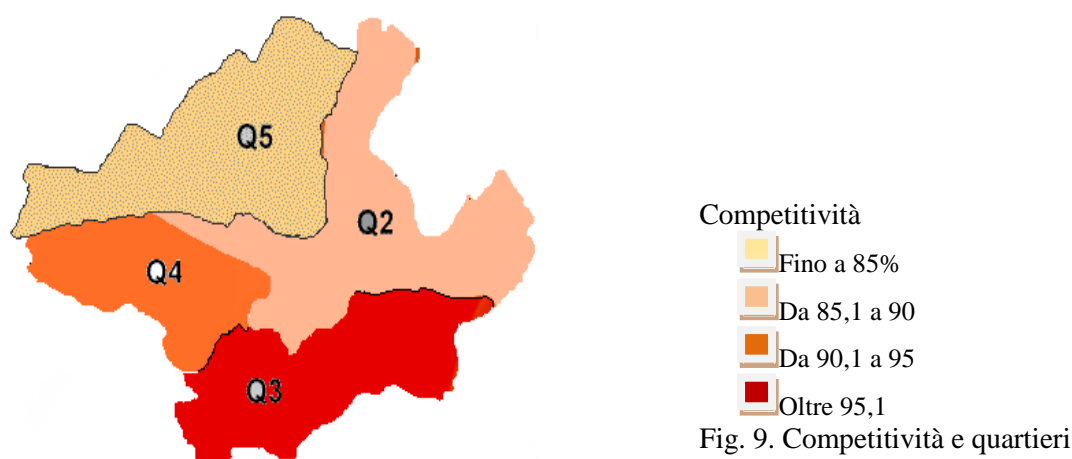 Q5
Q2
Q4
Q3
Competitività
Fino a 85%
Da 85,1 a 90
Da 90,1 a 95
Oltre 95,1
Fig. 9. Competitività e quartieri